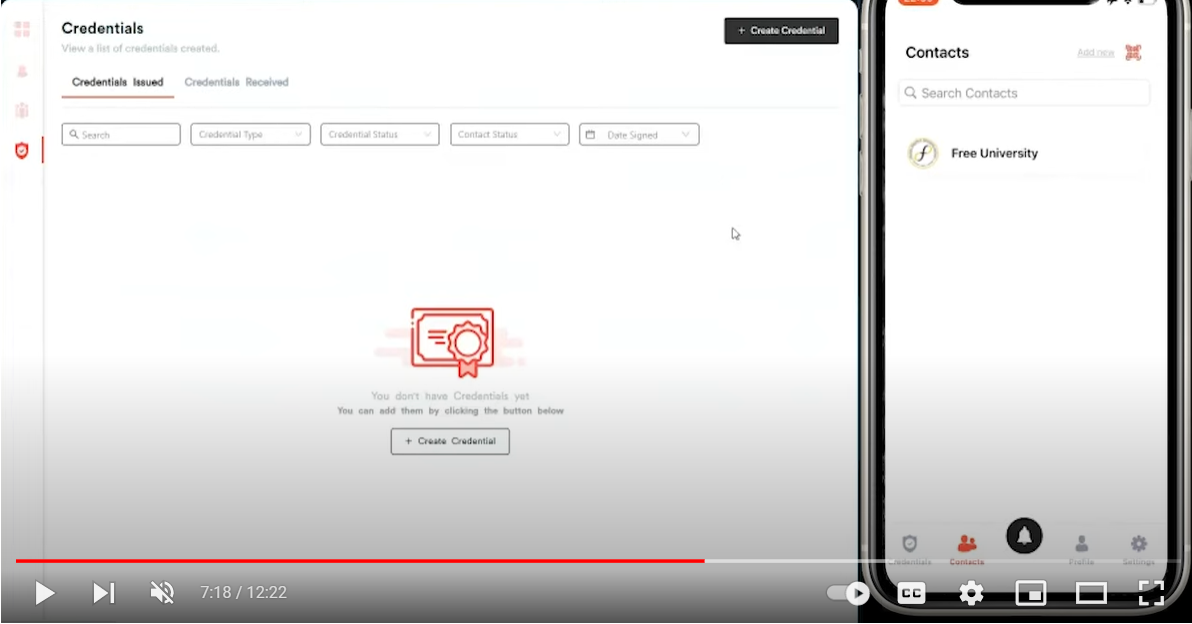 Credentials
View a list of credentials created.
+ Create Credential
Credentials Issued
Credentials Received
Search
Credential Type
Credential Status
Contact Status
Date Signed
You don't have Credentials yet
You can add them by clicking the button below
+ Create Credential
Contacts
Add new
Search Contacts
Free University
Credentials
Contacts
Profile
Settings
7:18 / 12:22
CC